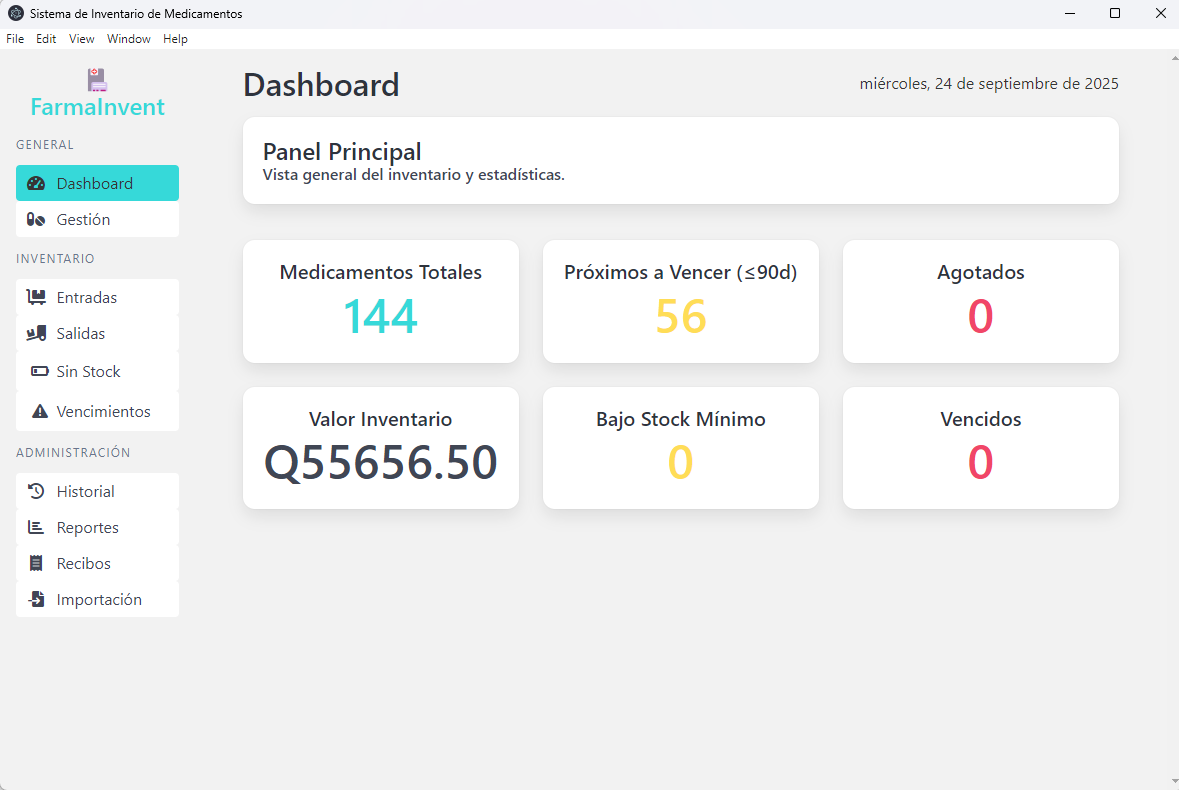 Sistema de Inventario de Medicamentos
File Edit View Window Help
FarmaInvent
GENERAL
Dashboard
Gestión
INVENTARIO
Entradas
Salidas
Sin Stock
Vencimientos
ADMINISTRACIÓN
Historial
Reportes
Recibos
Importación
Dashboard
miércoles, 24 de septiembre de 2025
Panel Principal
Vista general del inventario y estadísticas.
Medicamentos Totales
144
Próximos a Vencer (≤90d)
56
Agotados
0
Valor Inventario
Q55656.50
Bajo Stock Mínimo
0
Vencidos
0